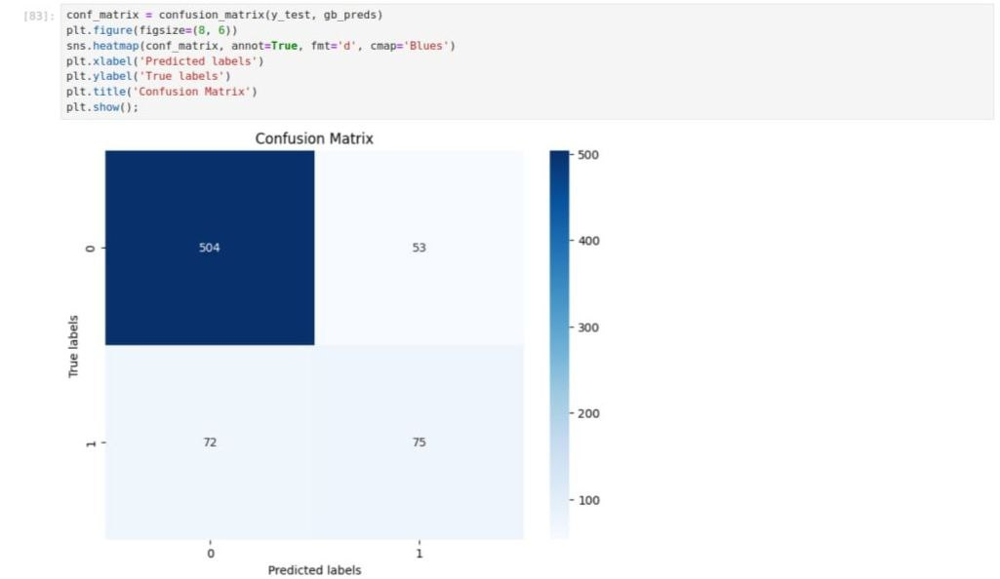 [83]: conf_matrix = confusion_matrix(y_test, gb_preds)
plt.figure(figsize=(8, 6))
sns.heatmap(conf_matrix, annot=True, fmt='d', cmap='Blues')
plt.xlabel('Predicted labels')
plt.ylabel('True labels')
plt.title('Confusion Matrix')
plt.show();
Confusion Matrix
500
504
53
0
400
300
True labels
200
72
75
1
100
0
1
Predicted labels